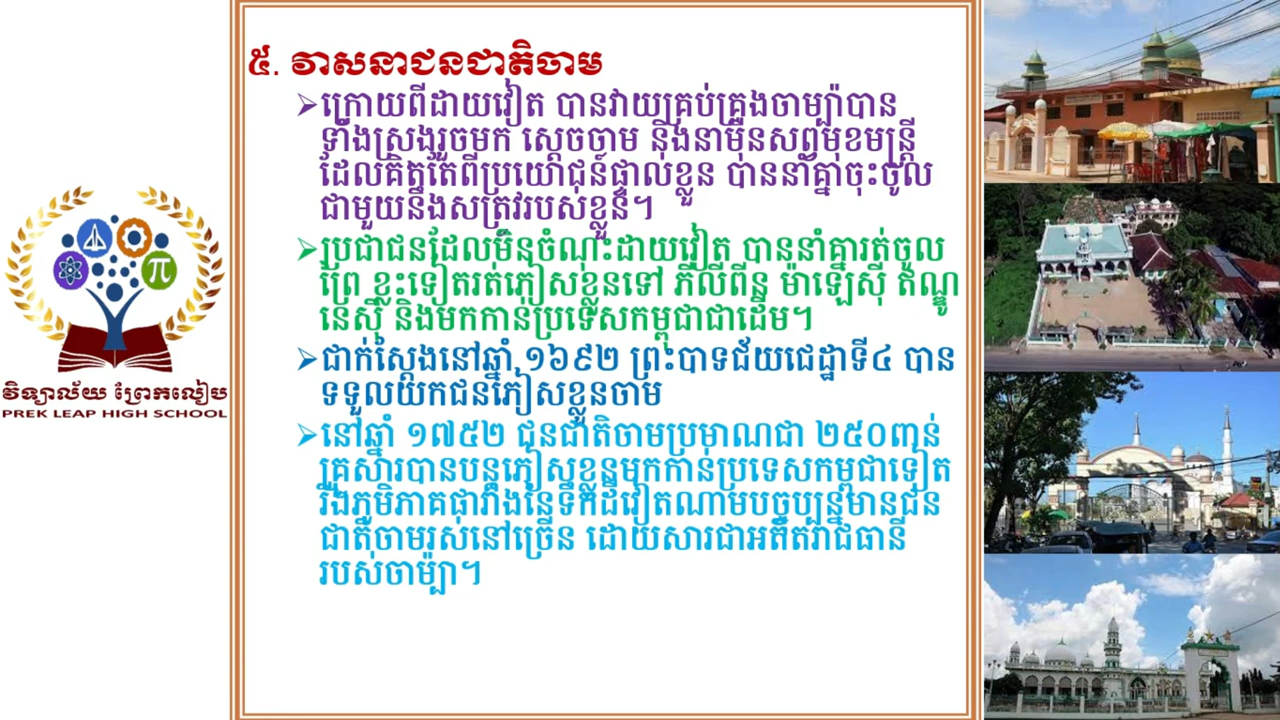 ៥. វាសនាជនជាតិចាម
➢ក្រោយពីដាយវៀត បានវាយគ្រប់គ្រងចាម្ប៉ាបាន
ទាំងស្រុងរួចមក ស្ដេចចាម និងនាម៉ឺនសព្វមុខមន្ត្រី
ដែលគិតតែពីប្រយោជន៍ផ្ទាល់ខ្លួន បាននាំគ្នាចុះចូល
ជាមួយនឹងសត្រូវរបស់ខ្លួន។
➢ប្រជាជនដែលមិនចំណុះដាយវៀត បាននាំគ្នារត់ចូល
ព្រៃ ខ្លះទៀតរត់ភៀសខ្លួនទៅ ភីលីពីន ម៉ាឡេស៊ី ឥណ្ឌូ
នេស៊ី និងមកកាន់ប្រទេសកម្ពុជាជាដើម។
➢ជាក់ស្ដែងនៅឆ្នាំ ១៦៩២ ព្រះបាទជ័យជេដ្ឋាទី៤ បាន
ទទួលយកជនភៀសខ្លួនចាម
➢នៅឆ្នាំ ១៧៥២ ជនជាតិចាមប្រមាណជា ២៥០ពាន់
គ្រួសារបានបន្តភៀសខ្លួនមកកាន់ប្រទេសកម្ពុជាទៀត
រីឯភូមិភាគផារាំងនៃទឹកដីវៀតណាមបច្ចុប្បន្នមានជន
ជាតិចាមរស់នៅច្រើន ដោយសារជាអតីតរាជធានី
របស់ចាម៉្ប៉ា។
វិទ្យាល័យ ព្រែកលៀប
PREK LEAP HIGH SCHOOL